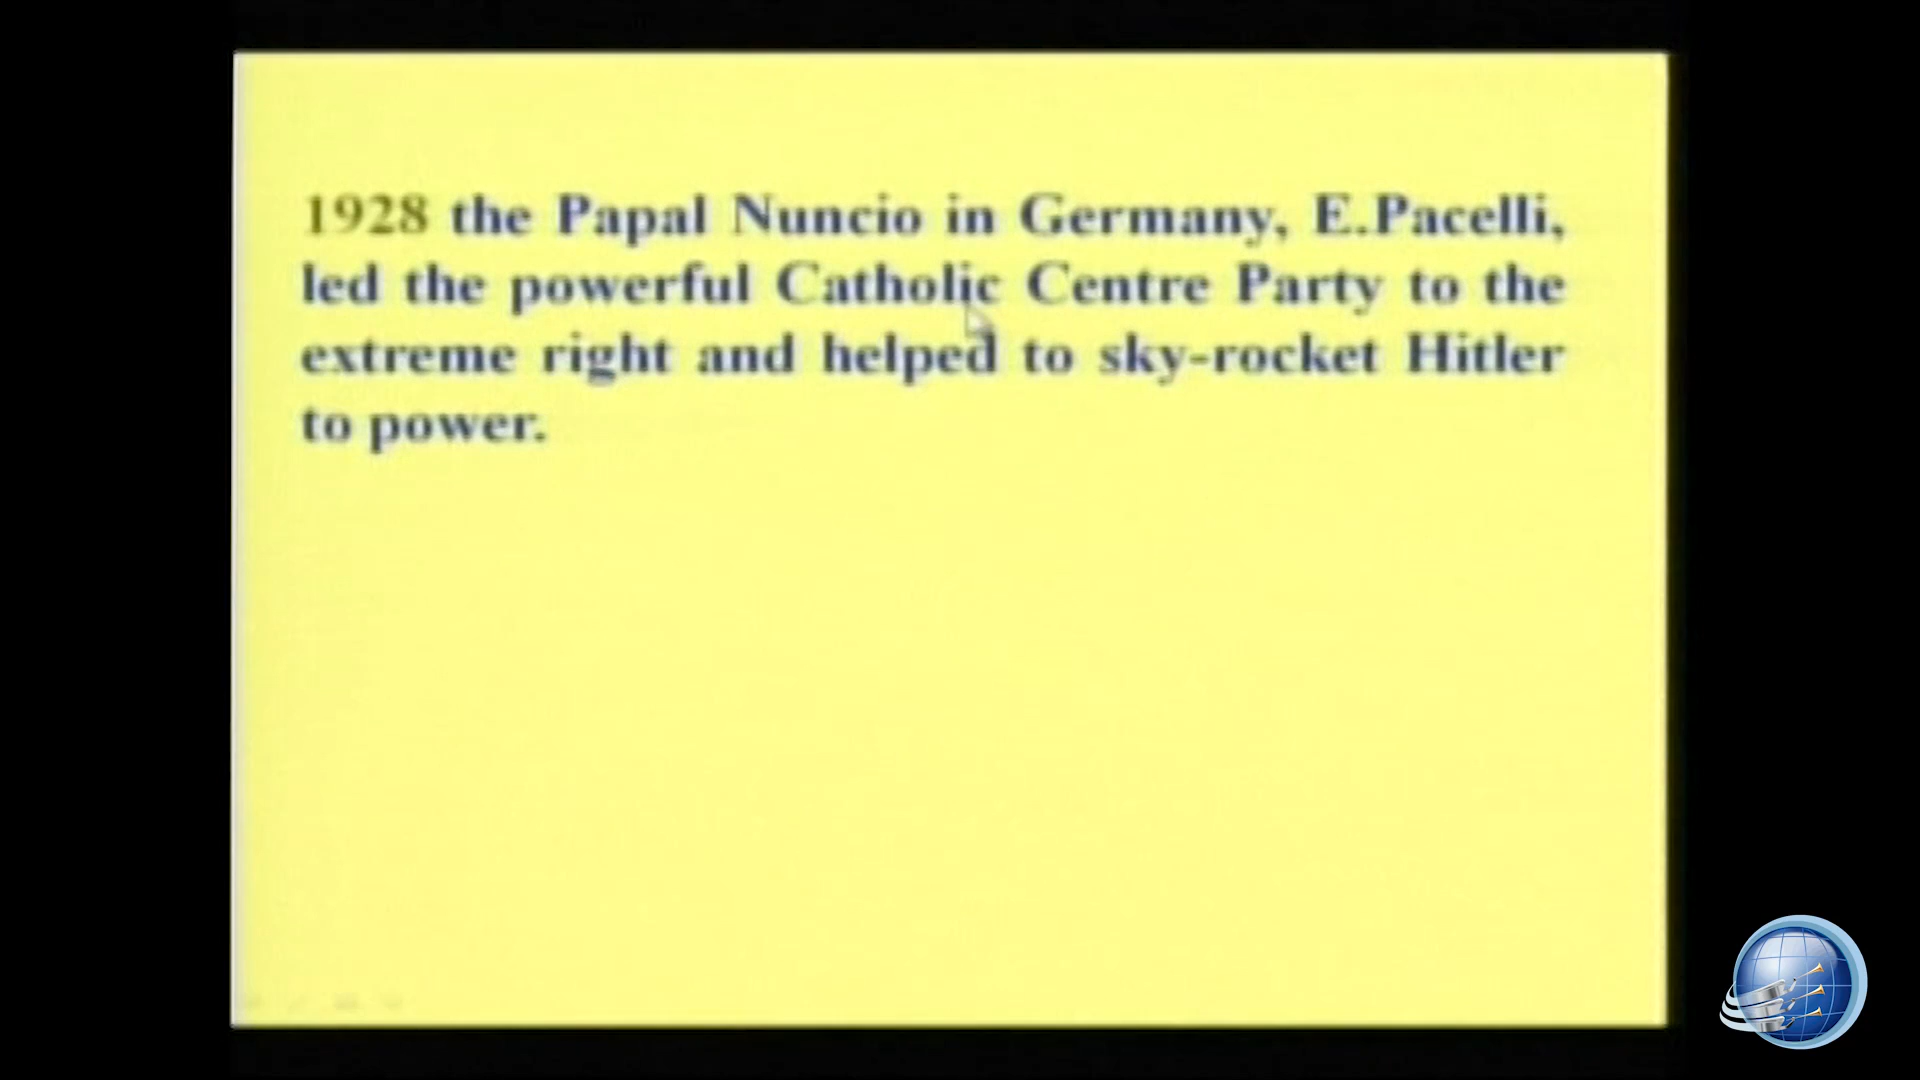 1928 the Papal Nuncio in Germany, E.Pacelli,
led the powerful Catholic Centre Party to the
extreme right and helped to sky-rocket Hitler
to power.